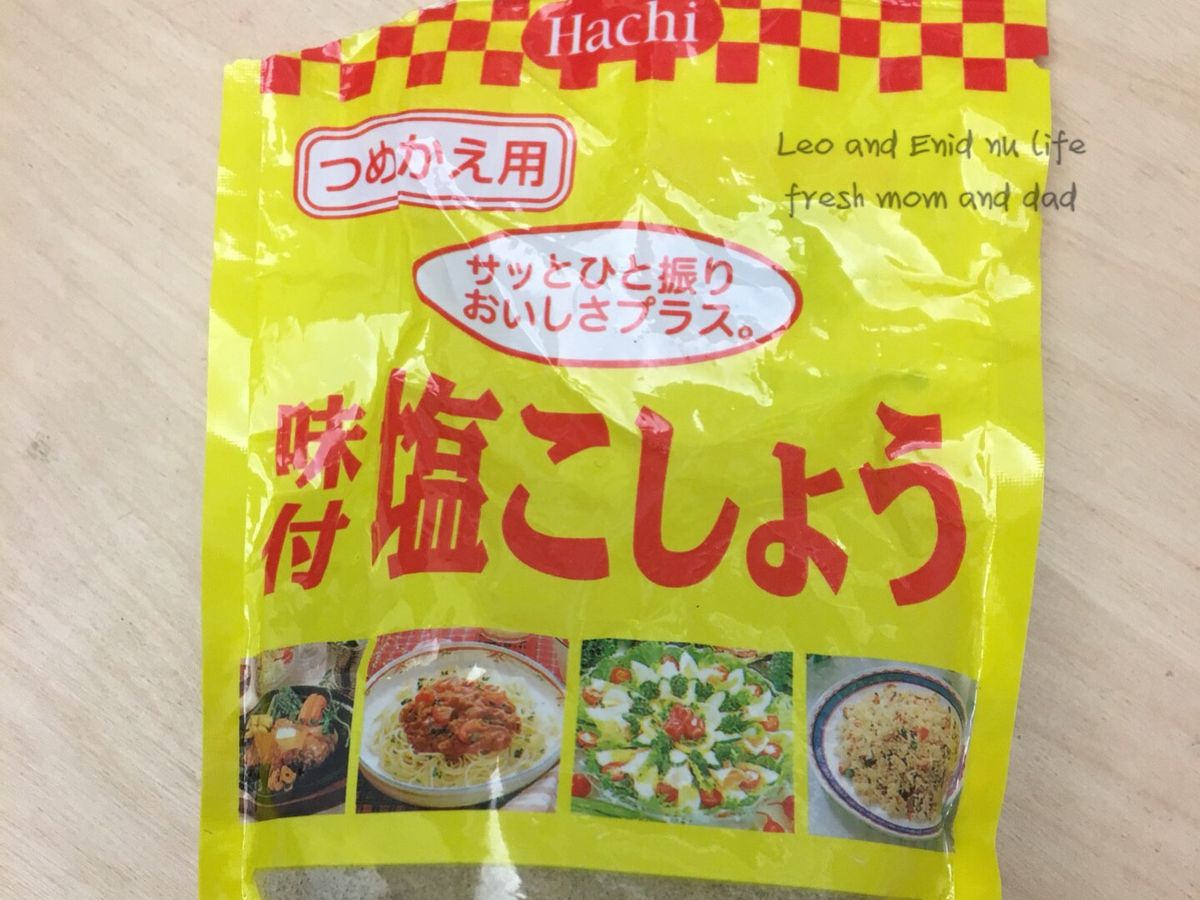 Hachi
つめかえ用
Leo and Enid nu life
fresh mom and dad
サッとひと振り
おいしさプラス。
味付塩こしょう